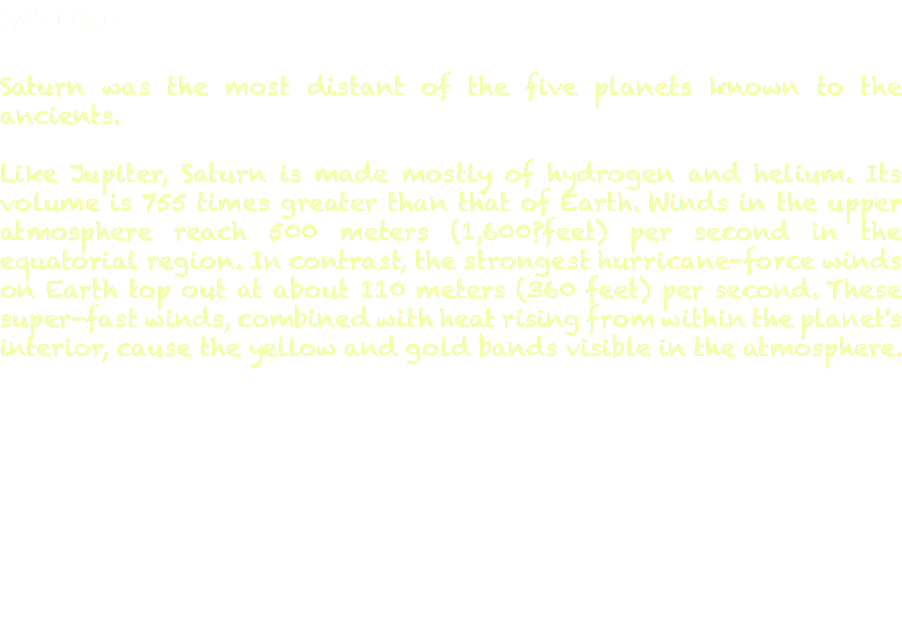 Saturn
Saturn was the most distant of the five planets known to the
ancients.
Like Jupiter, Saturn is made mostly of hydrogen and helium. Its
volume is 755 times greater than that of Earth. Winds in the upper
atmosphere reach 500 meters (1,600?feet) per second in the
equatorial region. In contrast, the strongest hurricane-force winds
on Earth top out at about 110 meters (360 feet) per second. These
super-fast winds, combined with heat rising from within the planet's
interior, cause the yellow and gold bands visible in the atmosphere.